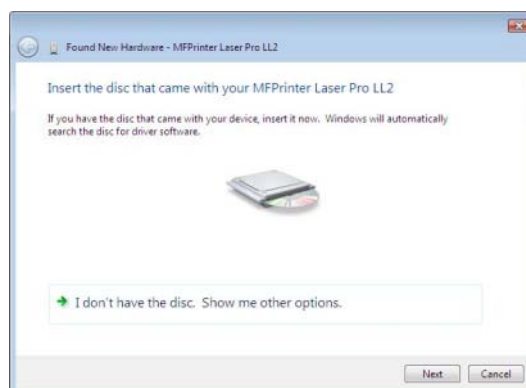 Found New Hardware - MFPrinter Laser Pro LL2
Insert the disc that came with your MFPrinter Laser Pro LL2
If you have the disc that came with your device, insert it now. Windows will automatically
search the disc for driver software.
I don't have the disc. Show me other options.
Next Cancel